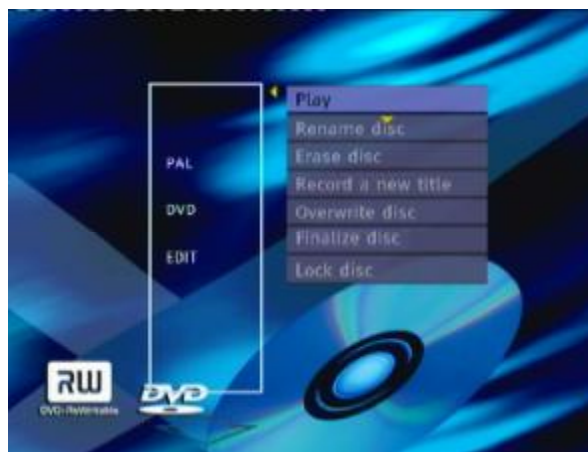 Play
Rename disc
Erase disc
Record a new title
Overwrite disc
Finalize disc
Lock disc
PAL
DVD
EDIT
RW
DVD+ReWritable
DVD